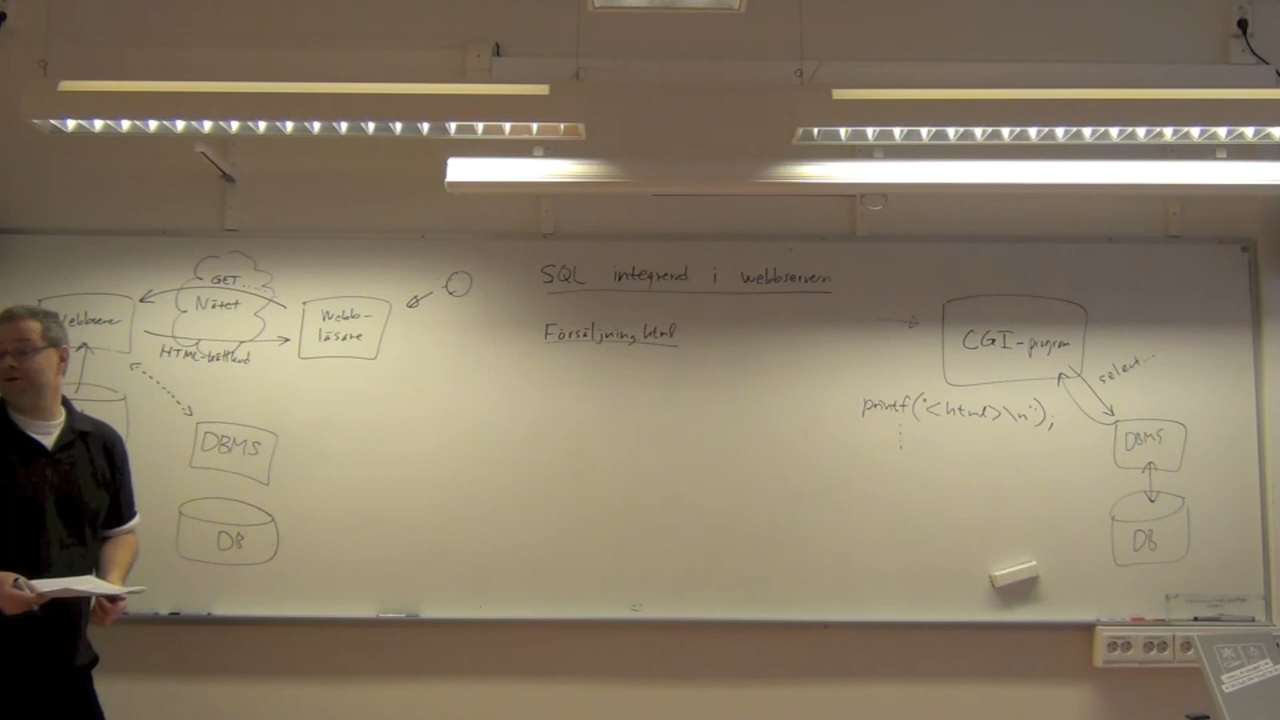 GET....
Nätet
Webbserver
Webb-
läsare
HTML-
DBMS
DB
SQL integrerad i webbservern
Försäljning.html
CGI-program
select...
printf("<html>\n");
DBMS
DB